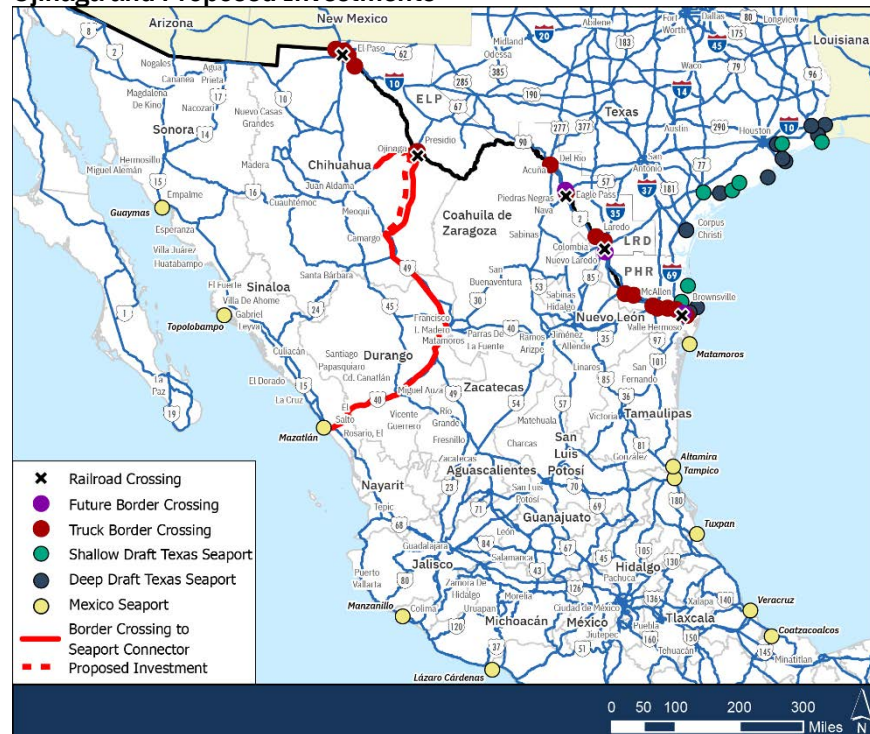 Ojinaga and Proposed Investments
Arizona
New Mexico
Texas
Louisiana
Sonora
Chihuahua
Coahuila de
Zaragoza
Sinaloa
Durango
Nuevo León
Zacatecas
Tamaulipas
San
Luis
Potosí
Nayarit
Aguascalientes
Guanajuato
Jalisco
Hidalgo
Michoacán
México
Tlaxcala
ELP
LRD
PHR
Nogales
Cananea
Agua
Prieta
Magdalena
De Kino
Nacozari
Nuevo Casas
Grandes
El Paso
Midland
Odessa
Abilene
Fort
Worth
Dallas
Longview
Waco
Austin
Houston
San
Antonio
Hermosillo
Miguel Alemán
Madera
Ojinaga
Presidio
Juan Aldama
Cuauhtémoc
Meoqui
Camargo
Del Rio
Acuña
Eagle Pass
Piedras Negras
Nava
Sabinas
Laredo
Colombia
Nuevo Laredo
Corpus
Christi
McAllen
Brownsville
Empalme
Guaymas
Esperanza
Villa Juárez
Huatabampo
Santa Bárbara
San
Buenaventura
Sabinas
Hidalgo
Valle Hermoso
Matamoros
El Fuerte
Villa De Ahome
Gabriel
Leyva
Topolobampo
Francisco
I. Madero
Matamoros
Parras De
La Fuente
Ramos
Arizpe
Jiménez
Allende
Linares
San
Fernando
La
Paz
Culiacán
El Dorado
La Cruz
Santiago
Papasquiaro
Cd. Canatlán
Miguel Auza
El
Salto
Vicente
Guerrero
Río
Grande
Fresnillo
Zacatecas
Matehuala
Charcas
Victoria
Mazatlán
Rosario, El
González
Altamira
Tampico
Tepic
San Luis
Potosí
Tuxpan
Guadalajara
León
Salamanca
Pachuca
Puerto
Vallarta
Zamora De
Hidalgo
Morelia
Uruapan
Ciudad de México
Xalapa
Veracruz
Manzanillo
Colima
Jiutepec
Puebla
Tehuacán
Coatzacoalcos
Minatitlan
Lázaro Cárdenas
Railroad Crossing
Future Border Crossing
Truck Border Crossing
Shallow Draft Texas Seaport
Deep Draft Texas Seaport
Mexico Seaport
Border Crossing to
Seaport Connector
Proposed Investment
0 50 100 200 300
Miles
N